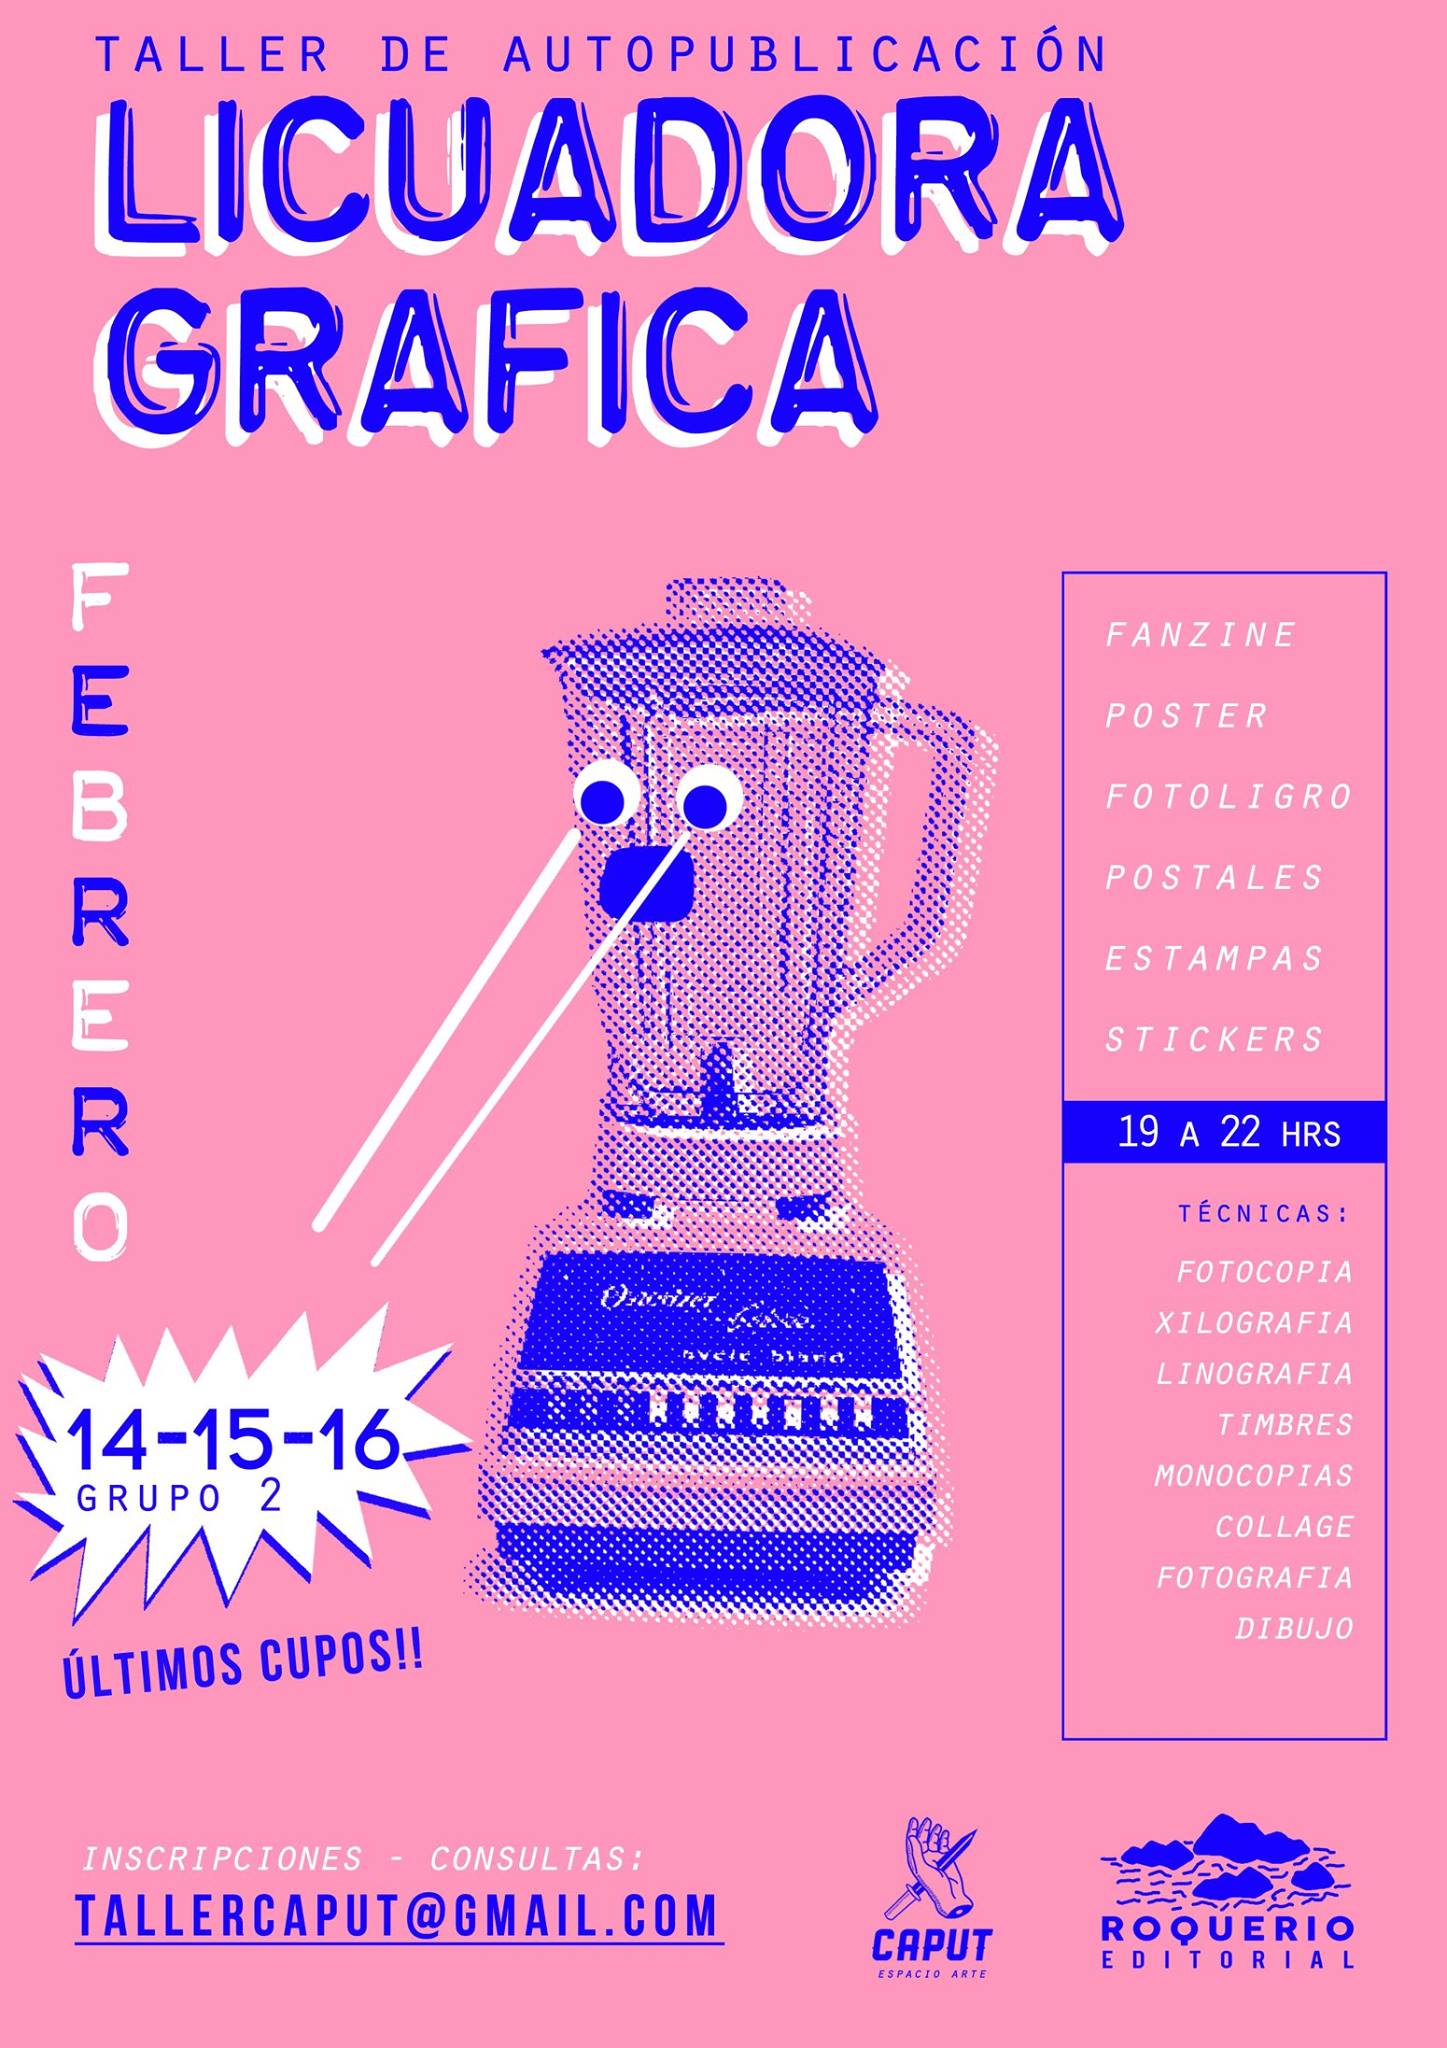 TALLER DE AUTOPUBLICACIÓN
LICUADORA
GRAFICA
FEBRERO
14-15-16
GRUPO 2
ÚLTIMOS CUPOS!!
FANZINE
POSTER
FOTOLIGRO
POSTALES
ESTAMPAS
STICKERS
19 A 22 HRS
TÉCNICAS:
FOTOCOPIA
XILOGRAFIA
LINOGRAFIA
TIMBRES
MONOCOPIAS
COLLAGE
FOTOGRAFIA
DIBUJO
INSCRIPCIONES - CONSULTAS:
TALLERCAPUT@GMAIL.COM
CAPUT
ESPACIO ARTE
ROQUERIO
EDITORIAL